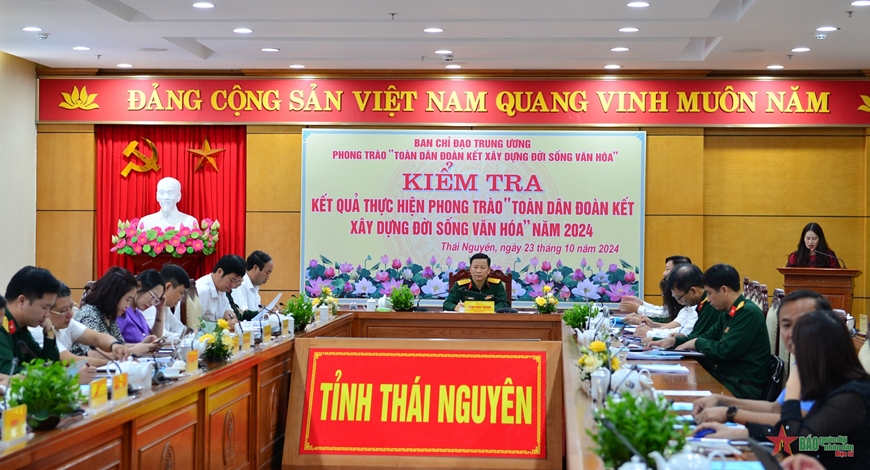 ĐẢNG CỘNG SẢN VIỆT NAM QUANG VINH MUÔN NĂM
BAN CHỈ ĐẠO TRUNG ƯƠNG
PHONG TRÀO "TOÀN DÂN ĐOÀN KẾT XÂY DỰNG ĐỜI SỐNG VĂN HÓA"
KIỂM TRA
KẾT QUẢ THỰC HIỆN PHONG TRÀO "TOÀN DÂN ĐOÀN KẾT
XÂY DỰNG ĐỜI SỐNG VĂN HÓA" NĂM 2024
Thái Nguyên, ngày 23 tháng 10 năm 2024
TỈNH THÁI NGUYÊN
BÁO